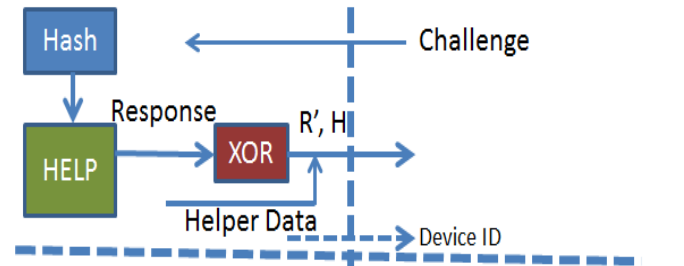 Hash
Challenge
Response
R’, H
HELP
XOR
Helper Data
Device ID